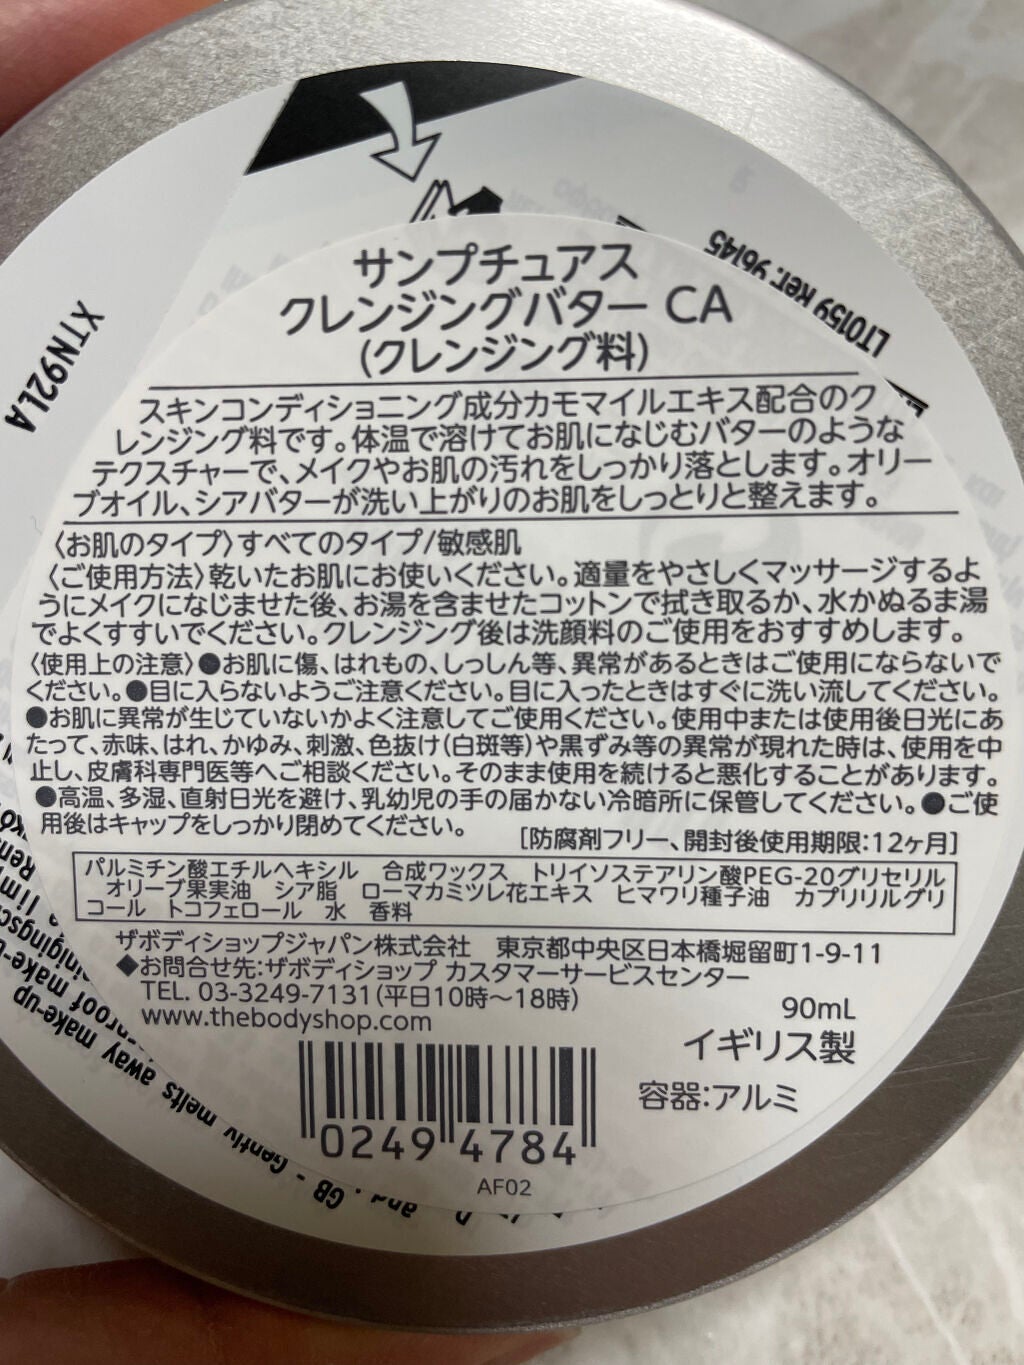 サンプチュアス
クレンジングバター CA
(クレンジング料)
スキンコンディショニング成分カモマイルエキス配合のク
レンジング料です。体温で溶けてお肌になじむバターのような
テクスチャーで、メイクやお肌の汚れをしっかり落とします。オリー
ブオイル、シアバターが洗い上がりのお肌をしっとりと整えます。
〈お肌のタイプ〉すべてのタイプ/敏感肌
〈ご使用方法〉乾いたお肌にお使いください。適量をやさしくマッサージするよ
うにメイクになじませた後、お湯を含ませたコットンで拭き取るか、水かぬるま湯
でよくすすいでください。クレンジング後は洗顔料のご使用をおすすめします。
〈使用上の注意〉●お肌に傷、はれもの、しっしん等、異常があるときはご使用にならないで
ください。●目に入らないようご注意ください。目に入ったときはすぐに洗い流してください。
●お肌に異常が生じていないかよく注意してご使用ください。使用中または使用後日光にあ
たって、赤味、はれ、かゆみ、刺激、色抜け(白斑等)や黒ずみ等の異常が現れた時は、使用を中
止し、皮膚科専門医等へご相談ください。そのまま使用を続けると悪化することがあります。
●高温、多湿、直射日光を避け、乳幼児の手の届かない冷暗所に保管してください。●ご使
用後はキャップをしっかり閉めてください。
[防腐剤フリー、開封後使用期限:12ヶ月]
パルミチン酸エチルヘキシル 合成ワックス トリイソステアリン酸PEG-20グリセリル
オリーブ果実油 シア脂 ローマカミツレ花エキス ヒマワリ種子油 カプリリルグリ
コール トコフェロール 水 香料
ザボディショップジャパン株式会社 東京都中央区日本橋堀留町1-9-11
◆お問合せ先:ザボディショップ カスタマーサービスセンター
TEL. 03-3249-7131(平日10時〜18時)
www.thebodyshop.com
90mL
イギリス製
容器:アルミ
0249 4784
AF02
XTN92LA
LT0159 Ref. 96145
GB - Gently melts away make-up